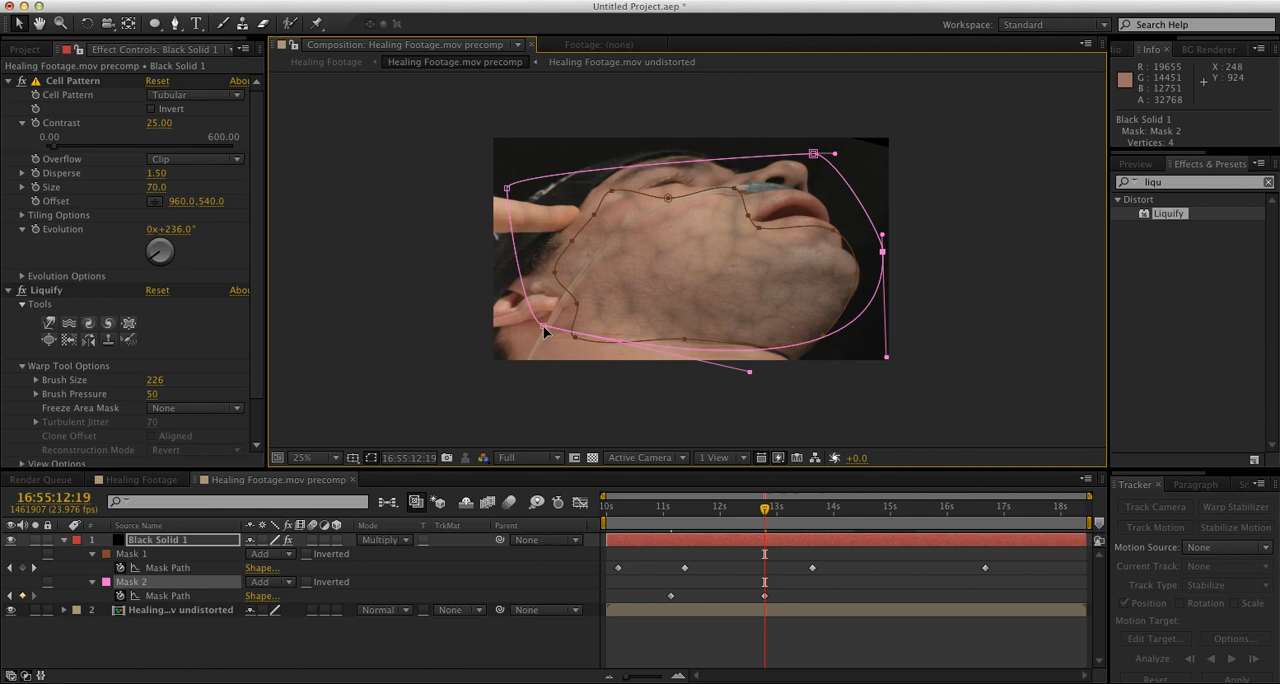 Untitled Project.aep *
Workspace: Standard
Search Help
Project
Effect Controls: Black Solid 1
Healing Footage.mov precomp • Black Solid 1
fx Cell Pattern Reset Abou
Cell Pattern Tubular
Invert
Contrast 25.00
0.00 600.00
Overflow Clip
Disperse 1.50
Size 70.0
Offset 960.0,540.0
Tiling Options
Evolution 0x+236.0°
Evolution Options
fx Liquify Reset Abou
Tools
Warp Tool Options
Brush Size 226
Brush Pressure 50
Freeze Area Mask None
Turbulent Jitter 70
Clone Offset Aligned
Reconstruction Mode Revert
View Options
Composition: Healing Footage.mov precomp
Footage: (none)
Healing Footage
Healing Footage.mov precomp
Healing Footage.mov undistorted
25%
16:55:12:19
Full
Active Camera
1 View
+0.0
Info
BG Renderer
R : 19655
G : 14451
B : 12751
A : 32768
X : 248
Y : 924
Black Solid 1
Mask: Mask 2
Vertices: 4
Preview
Effects & Presets
liqu
Distort
Liquify
Render Queue
Healing Footage
Healing Footage.mov precomp
16:55:12:19
1461907 (23.976 fps)
10s 11s 12s 13s 14s 15s 16s 17s 18s
# Source Name fx Mode T TrkMat Parent
1 Black Solid 1 fx Multiply None
Mask 1 Add Inverted
Mask Path Shape...
Mask 2 Add Inverted
Mask Path Shape...
2 Healing...v undistorted Normal None None
Tracker
Paragraph
Sr
Track Camera Warp Stabilizer
Track Motion Stabilize Motion
Motion Source: None
Current Track: None
Track Type: Stabilize
Position Rotation Scale
Motion Target:
Edit Target... Options...
Analyze:
Reset Apply